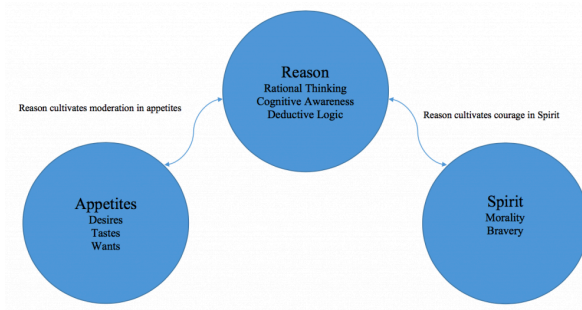 Reason
Rational Thinking
Cognitive Awareness
Deductive Logic
Reason cultivates moderation in appetites
Reason cultivates courage in Spirit
Appetites
Desires
Tastes
Wants
Spirit
Morality
Bravery